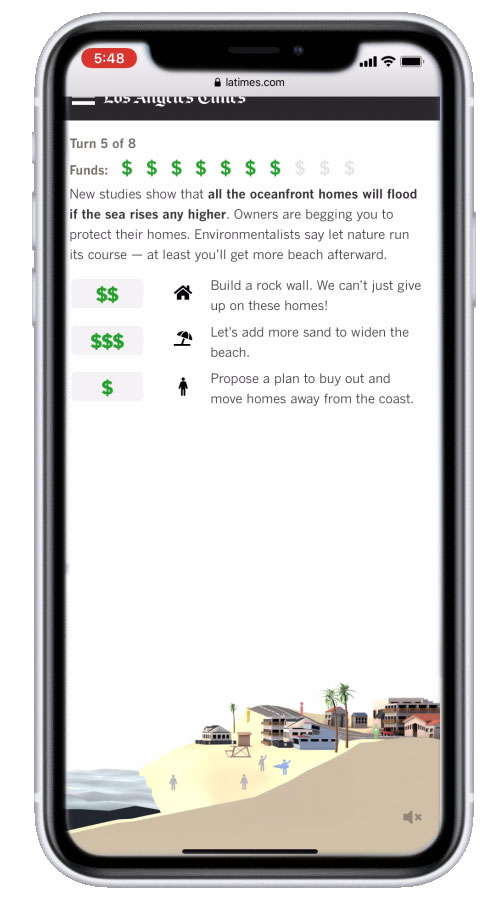 5:48
latimes.com
Los Angeles Times
Turn 5 of 8
Funds: $ $ $ $ $ $ $ $ $ $
New studies show that all the oceanfront homes will flood
if the sea rises any higher. Owners are begging you to
protect their homes. Environmentalists say let nature run
its course — at least you'll get more beach afterward.
$$ Build a rock wall. We can't just give
up on these homes!
$$$ Let's add more sand to widen the
beach.
$ Propose a plan to buy out and
move homes away from the coast.